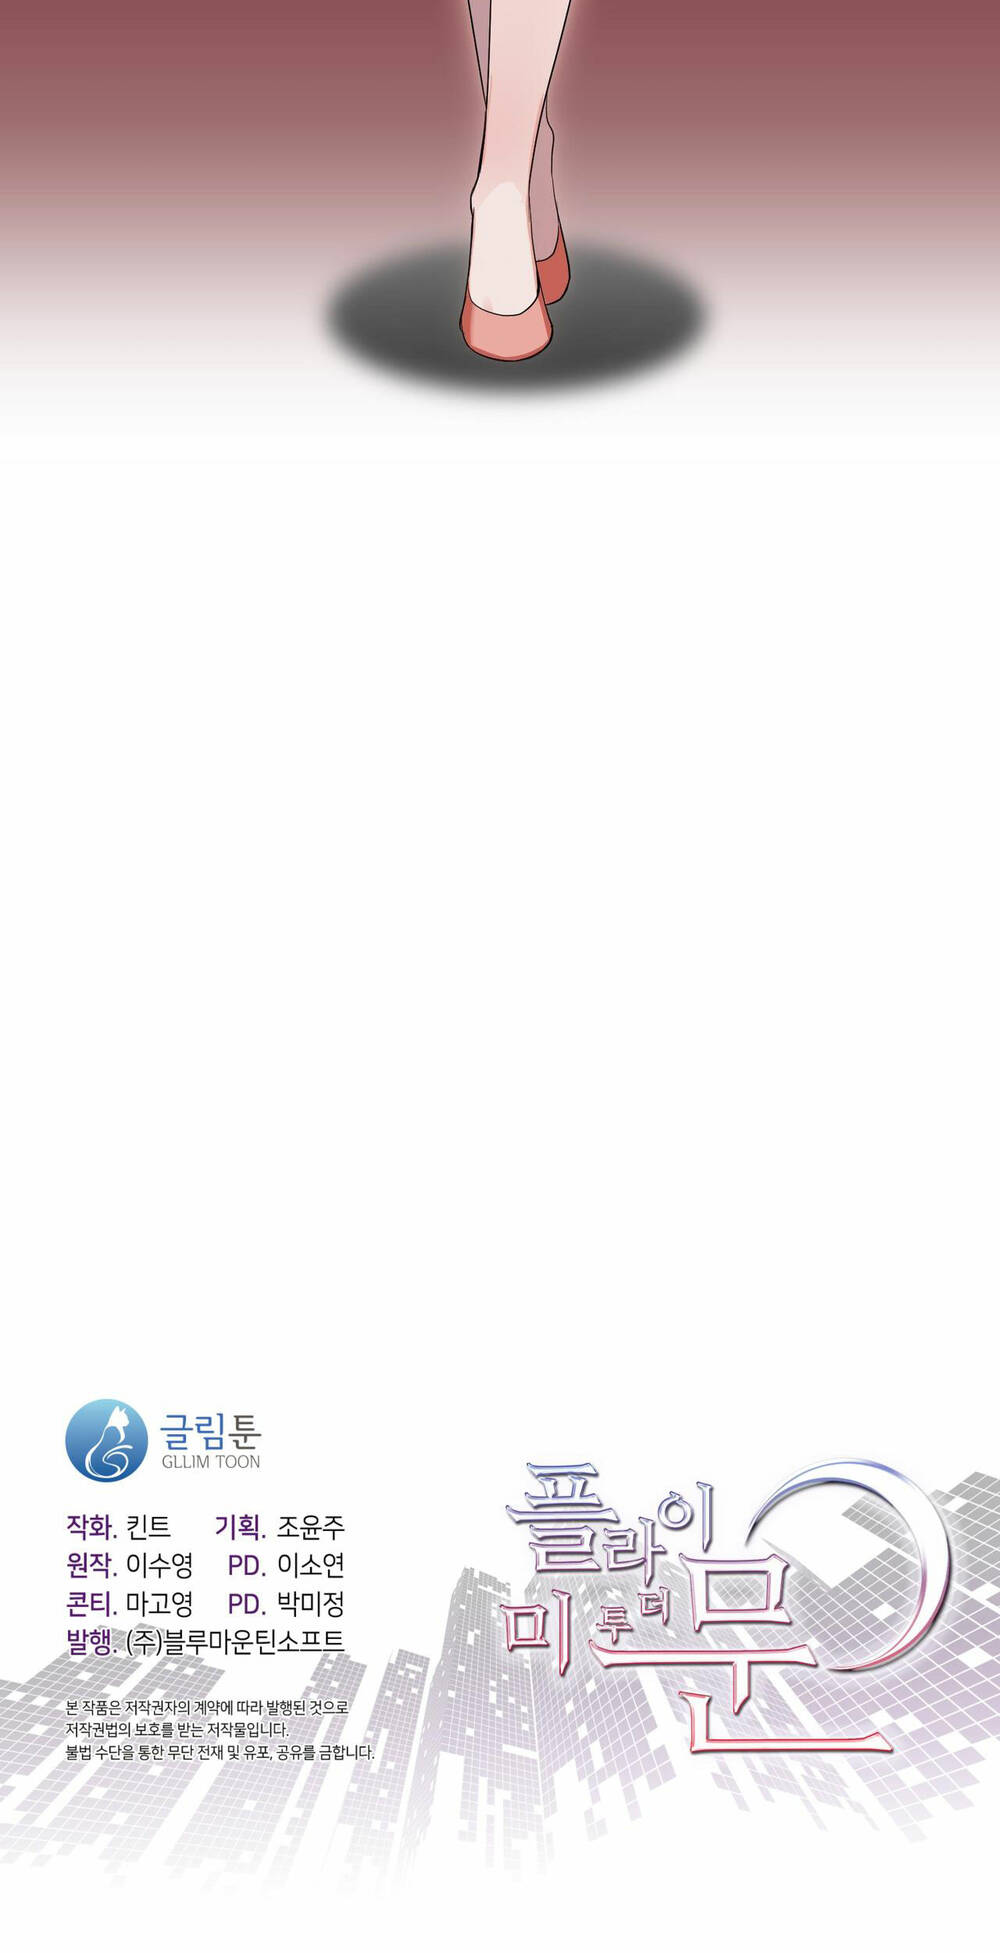 글림툰
GLLIM TOON
작화. 킨트 기획. 조윤주
원작. 이수영 PD. 이소연
콘티. 마고영 PD. 박미정
발행. (주)블루마운틴소프트
본 작품은 저작권자의 계약에 따라 발행된 것으로
저작권법의 보호를 받는 저작물입니다.
불법 수단을 통한 무단 전재 및 유포, 공유를 금합니다.
플라이
미 투 더 문